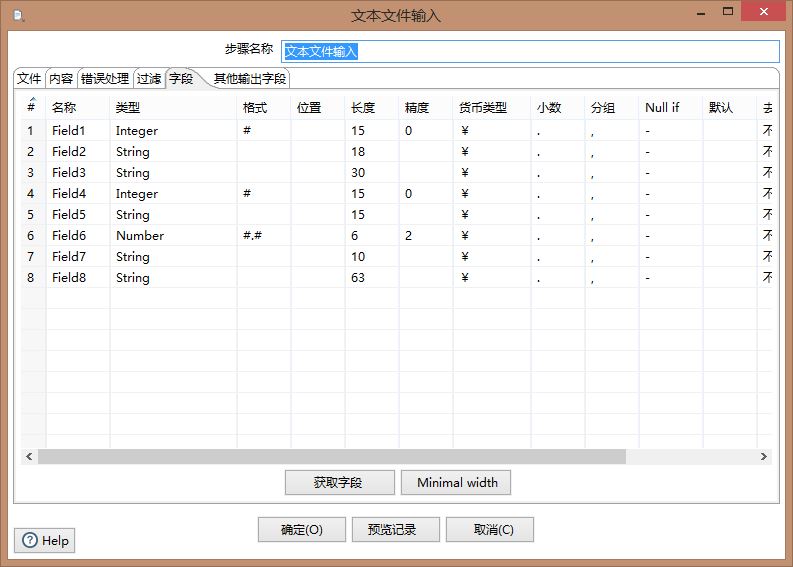 文本文件输入
步骤名称 文本文件输入
文件 内容 错误处理 过滤 字段 其他输出字段
# 名称 类型 格式 位置 长度 精度 货币类型 小数 分组 Null if 默认 去
1 Field1 Integer # 15 0 ¥ . , - 不
2 Field2 String 18 ¥ . , - 不
3 Field3 String 30 ¥ . , - 不
4 Field4 Integer # 15 0 ¥ . , - 不
5 Field5 String 15 ¥ . , - 不
6 Field6 Number #.# 6 2 ¥ . , - 不
7 Field7 String 10 ¥ . , - 不
8 Field8 String 63 ¥ . , - 不
获取字段 Minimal width
确定(O) 预览记录 取消(C)
Help